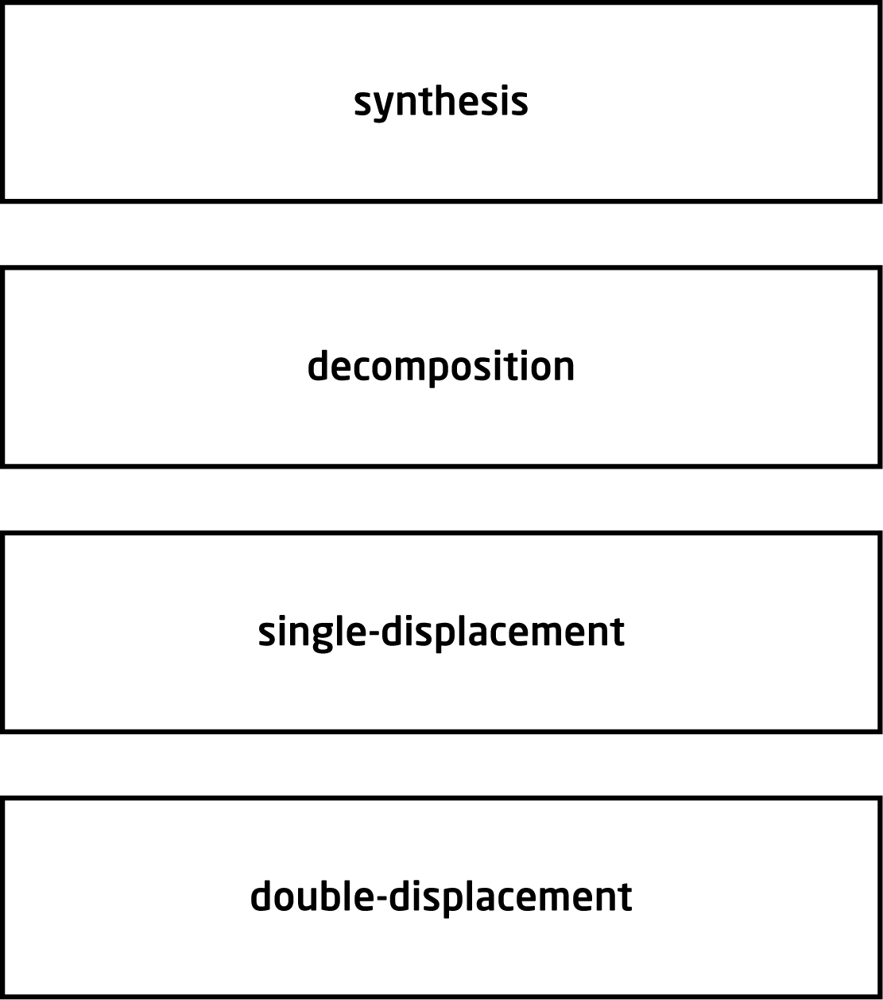 synthesis
decomposition
single-displacement
double-displacement